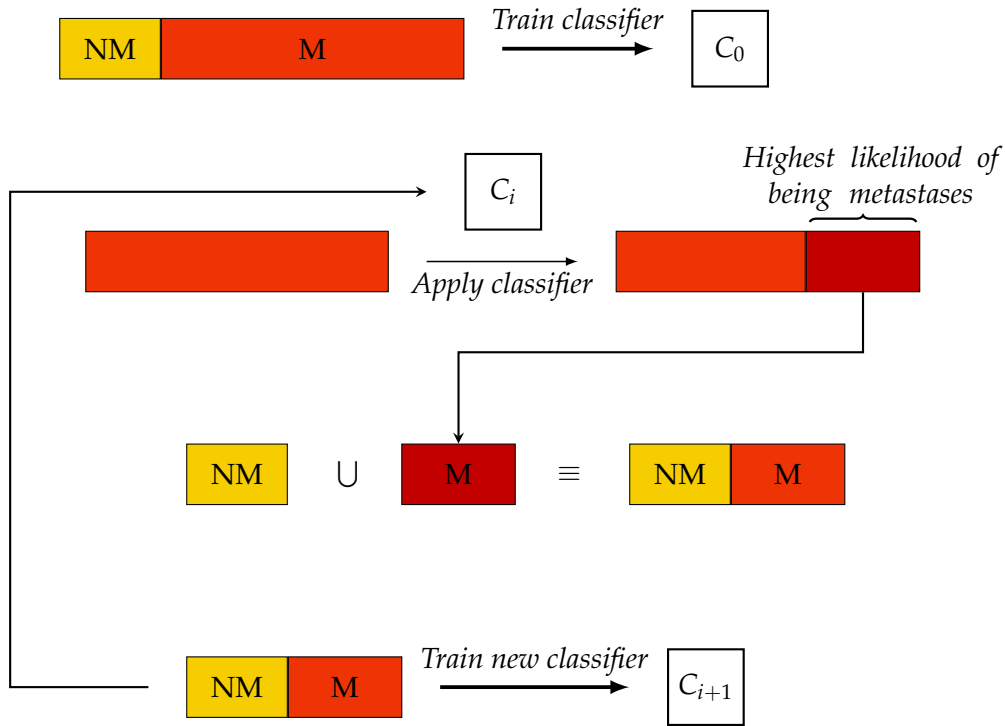 Train classifier
NM M C₀
Highest likelihood of
being metastases
Cᵢ
Apply classifier
NM ∪ M ≡ NM M
Train new classifier
NM M Cᵢ₊₁